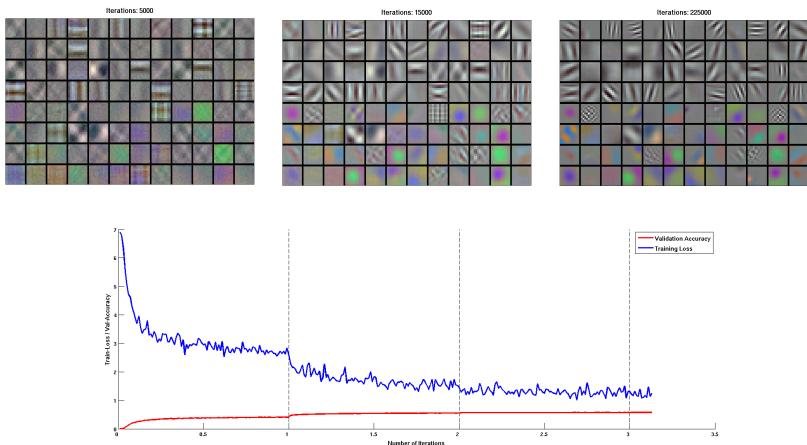 Iterations: 5000
Iterations: 15000
Iterations: 225000
Train-Loss / Val-Accuracy
7
6
5
4
3
2
1
0
0
0.5
1
1.5
2
2.5
3
3.5
Number of Iterations
Validation Accuracy
Training Loss